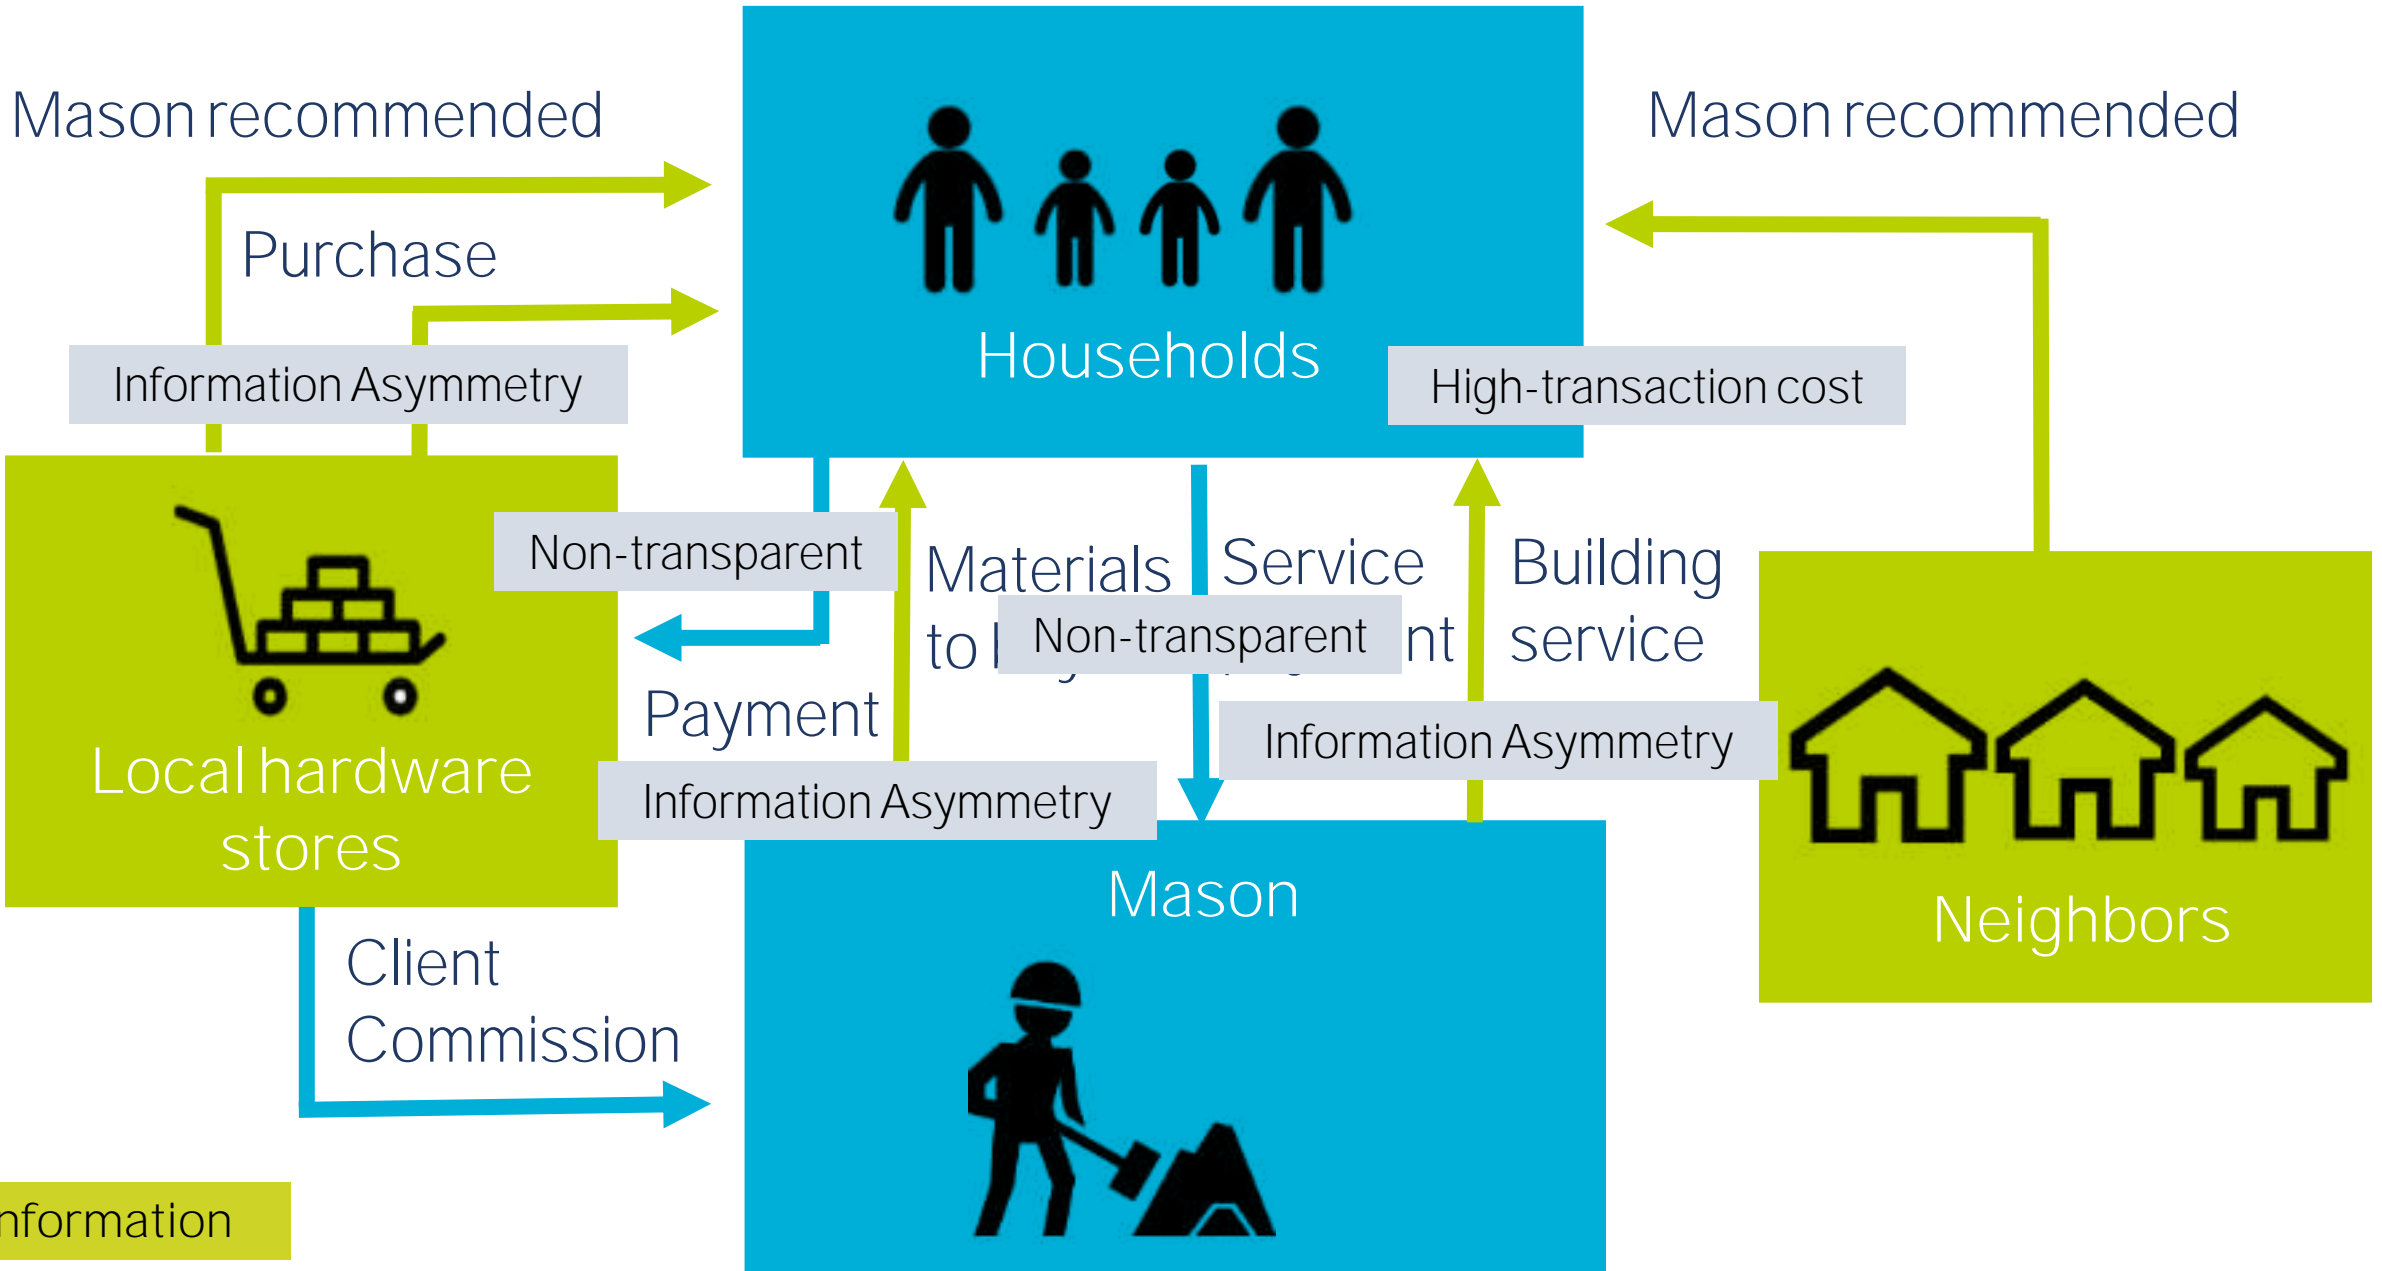 Mason recommended
Mason recommended
Purchase
Households
Information Asymmetry
High-transaction cost
Non-transparent
Materials
to
Service
Building
service
Non-transparent
Payment
Information Asymmetry
Information Asymmetry
Local hardware
stores
Mason
Neighbors
Client
Commission
nformation